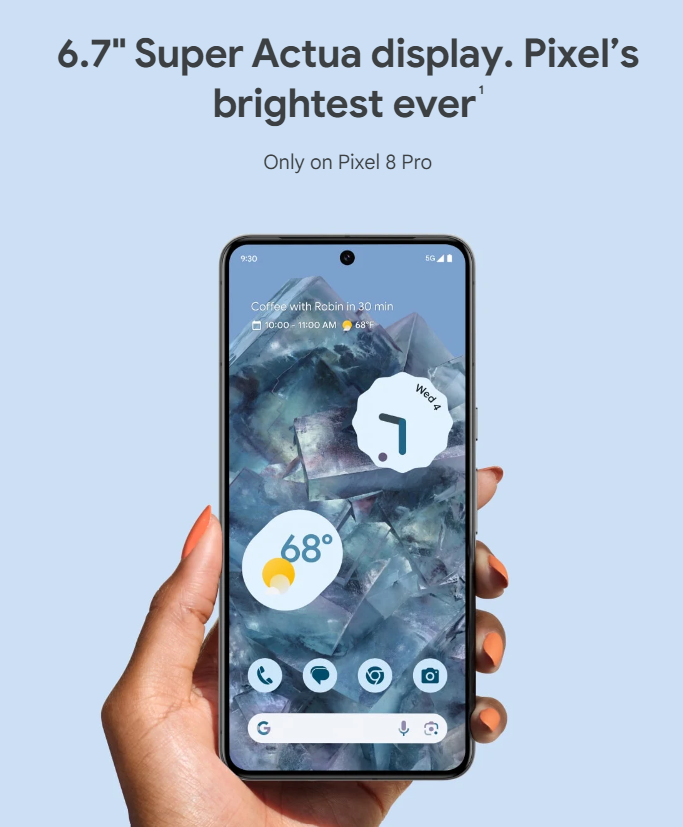 6.7" Super Actua display. Pixel’s
brightest ever¹
Only on Pixel 8 Pro
9:30
5G
Coffee with Robin in 30 min
10:00 - 11:00 AM 68°F
Wed 4
68°
G